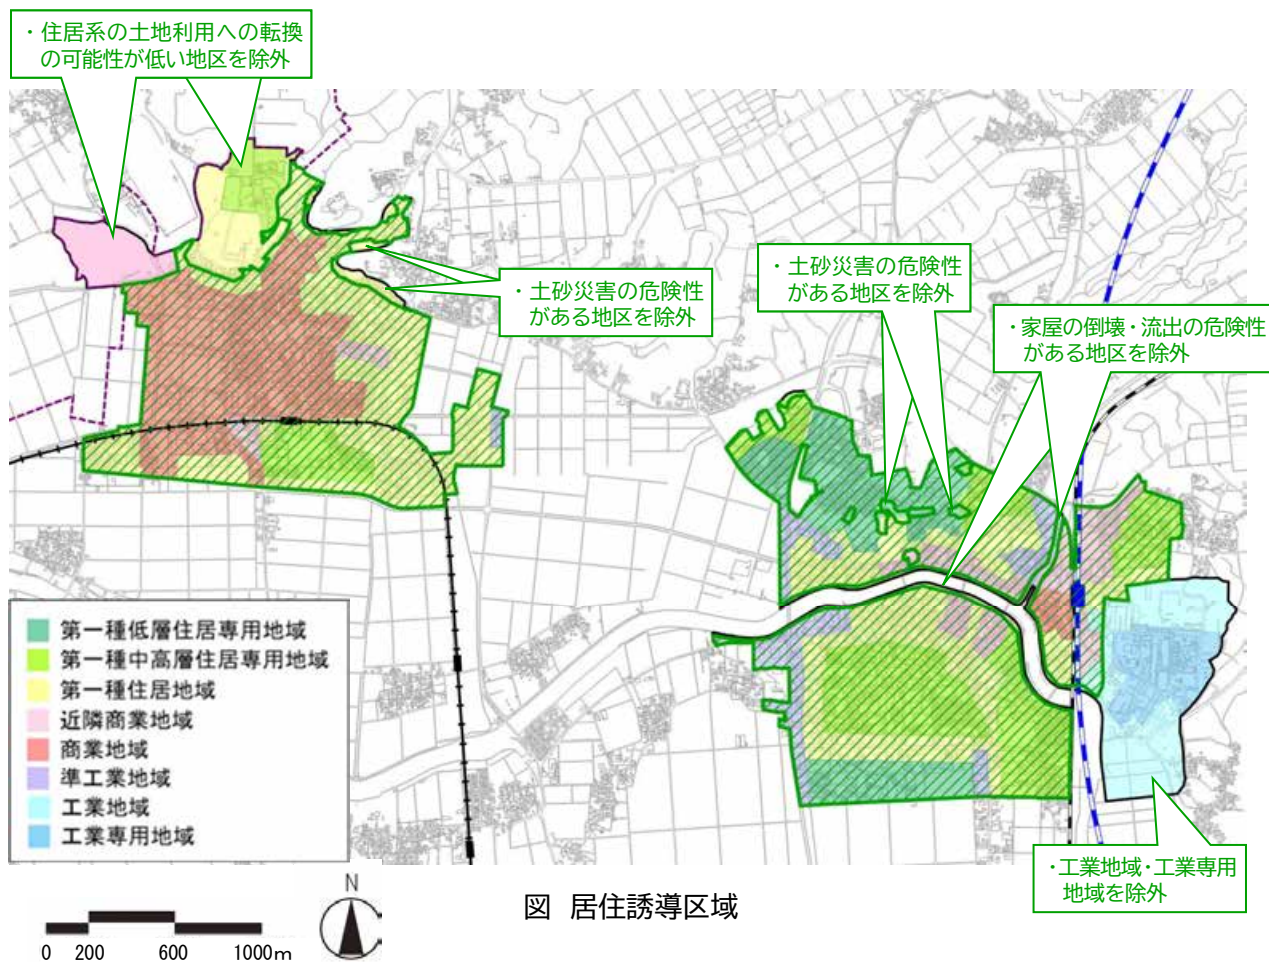 ・住居系の土地利用への転換
の可能性が低い地区を除外
・土砂災害の危険性
がある地区を除外
・土砂災害の危険性
がある地区を除外
・家屋の倒壊・流出の危険性
がある地区を除外
第一種低層住居専用地域
第一種中高層住居専用地域
第一種住居地域
近隣商業地域
商業地域
準工業地域
工業地域
工業専用地域
・工業地域・工業専用
地域を除外
N
0 200 600 1000m
図 居住誘導区域